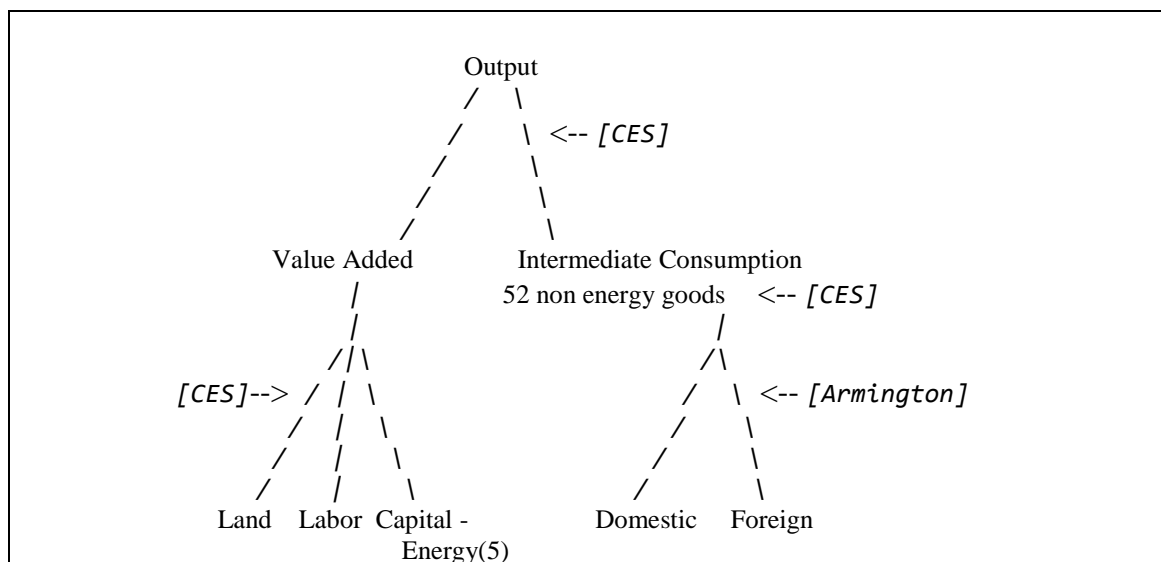 Output
<-- [CES]
Value Added Intermediate Consumption
52 non energy goods <-- [CES]
[CES]--> <-- [Armington]
Land Labor Capital - Domestic Foreign
Energy(5)